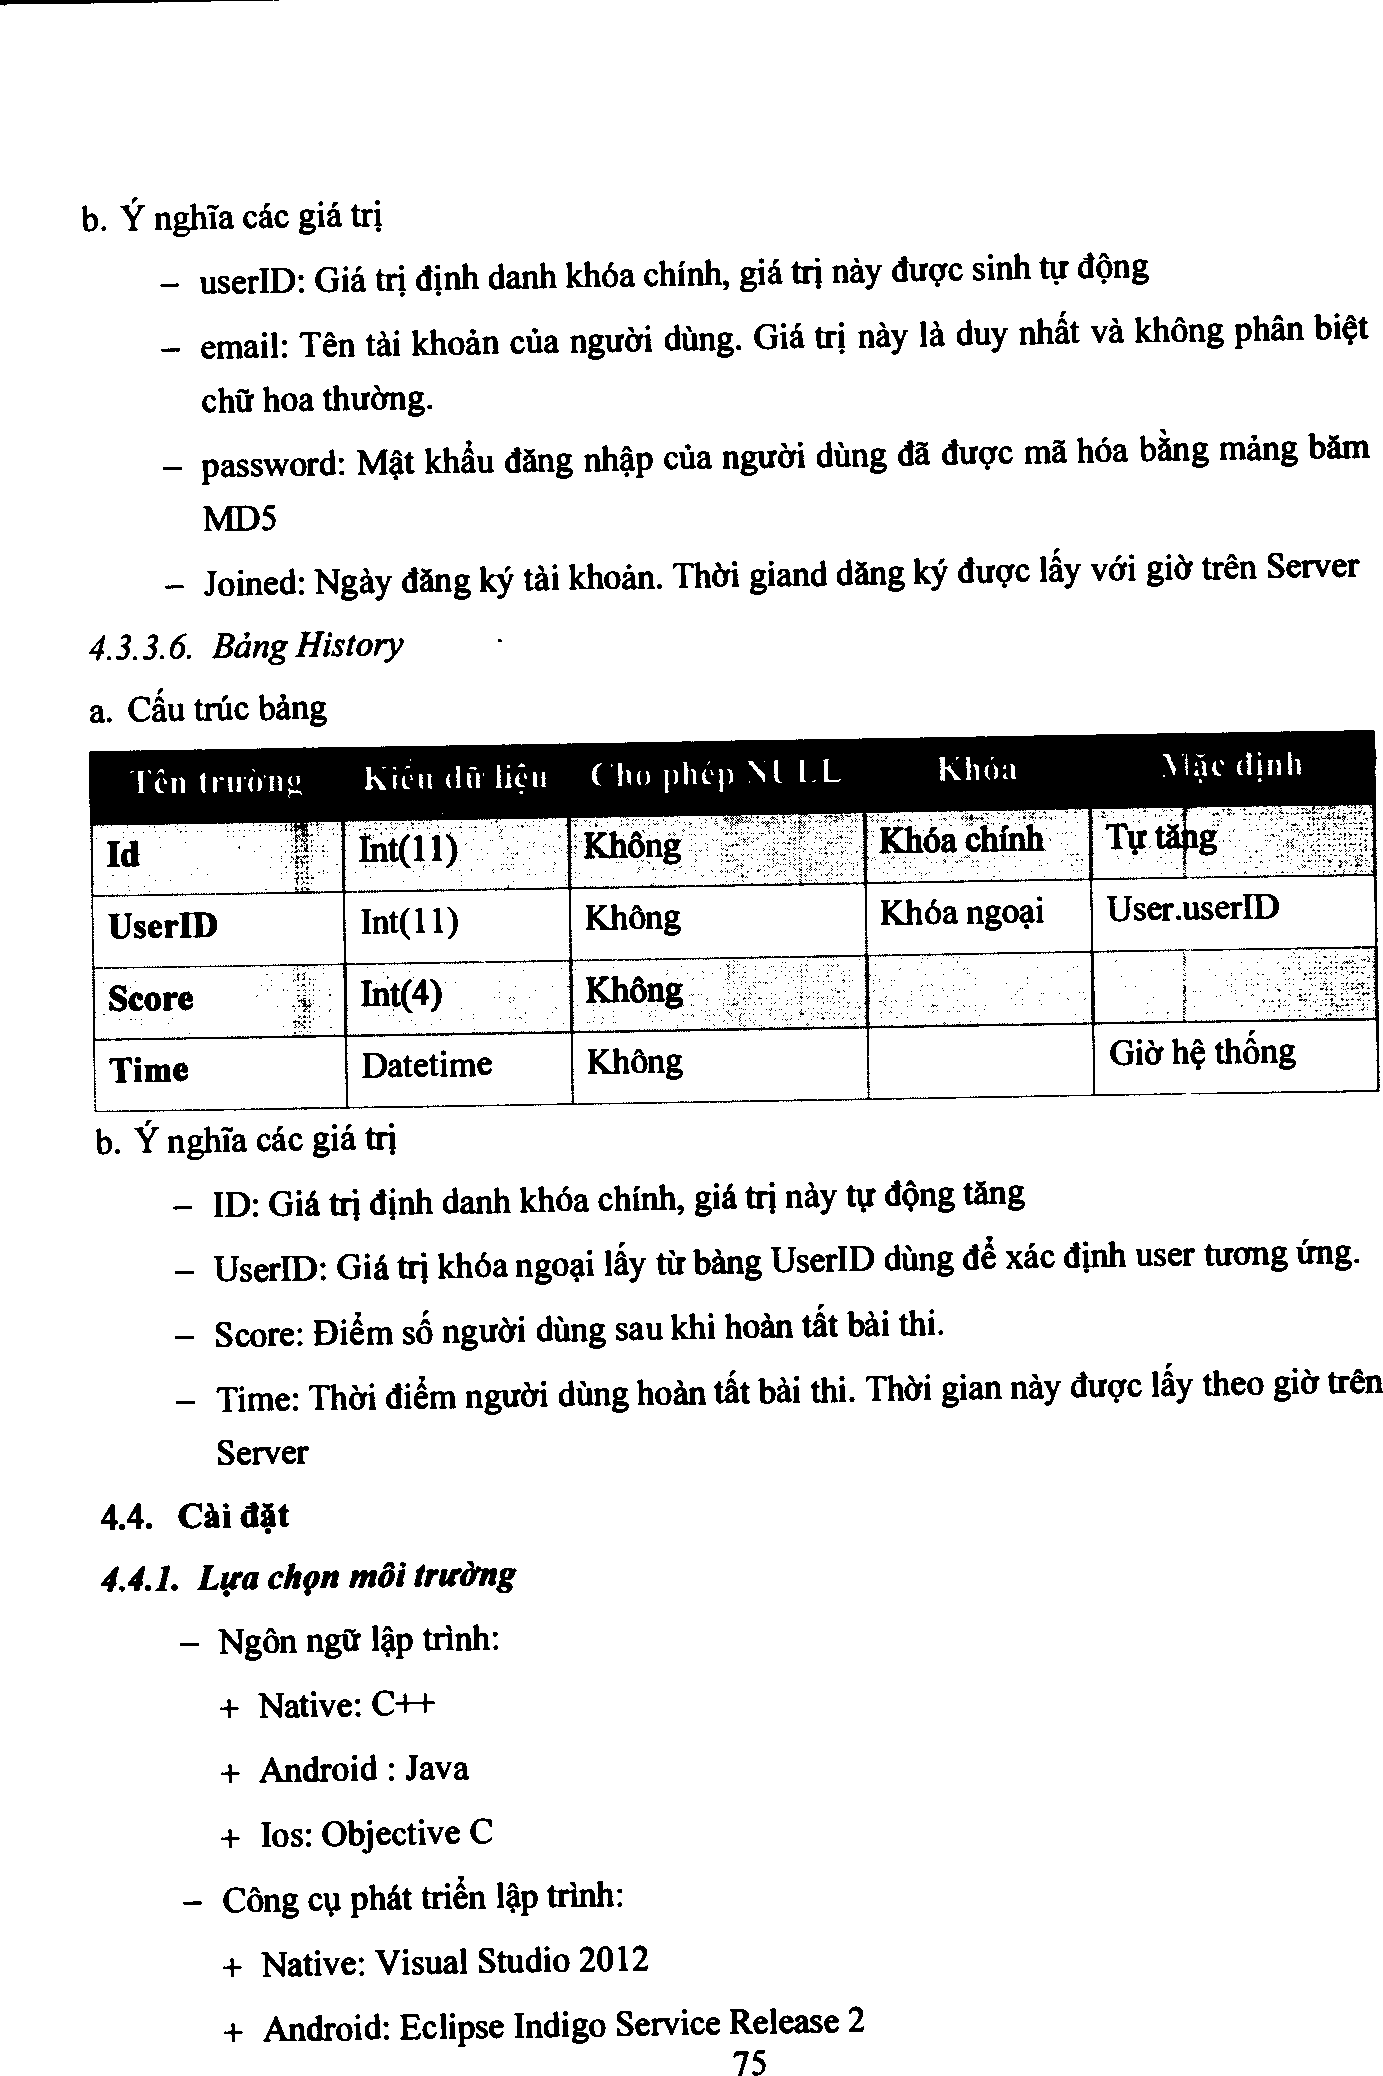 b. Ý nghĩa các giá trị
– userID: Giá trị định danh khóa chính, giá trị này được sinh tự động
– email: Tên tài khoản của người dùng. Giá trị này là duy nhất và không phân biệt
chữ hoa thường.
– password: Mật khẩu đăng nhập của người dùng đã được mã hóa bằng mảng băm
MD5
– Joined: Ngày đăng ký tài khoản. Thời giand dăng ký được lấy với giờ trên Server
4.3.3.6. Bảng History
a. Cấu trúc bảng
Tên trường Kiểu dữ liệu Cho phép NULL Khóa Mặc định
Id Int(11) Không Khóa chính Tự tăng
UserID Int(11) Không Khóa ngoại User.userID
Score Int(4) Không
Time Datetime Không Giờ hệ thống
b. Ý nghĩa các giá trị
– ID: Giá trị định danh khóa chính, giá trị này tự động tăng
– UserID: Giá trị khóa ngoại lấy từ bảng UserID dùng để xác định user tương ứng.
– Score: Điểm số người dùng sau khi hoàn tất bài thi.
– Time: Thời điểm người dùng hoàn tất bài thi. Thời gian này được lấy theo giờ trên
Server
4.4. Cài đặt
4.4.1. Lựa chọn môi trường
– Ngôn ngữ lập trình:
+ Native: C++
+ Android : Java
+ Ios: Objective C
– Công cụ phát triển lập trình:
+ Native: Visual Studio 2012
+ Android: Eclipse Indigo Service Release 2
75